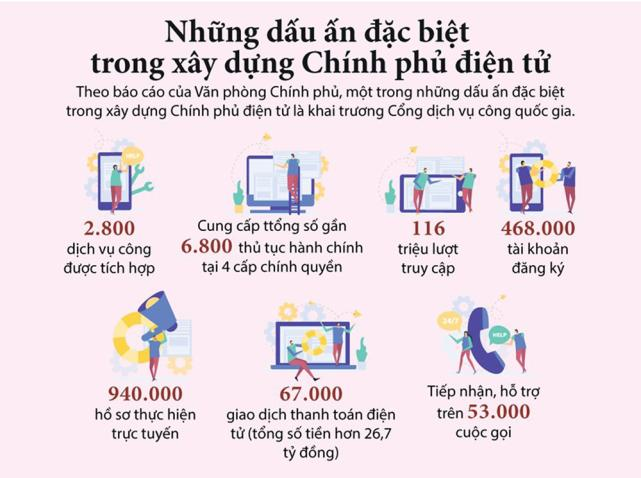 Những dấu ấn đặc biệt
trong xây dựng Chính phủ điện tử
Theo báo cáo của Văn phòng Chính phủ, một trong những dấu ấn đặc biệt
trong xây dựng Chính phủ điện tử là khai trương Cổng dịch vụ công quốc gia.
HELP
2.800
dịch vụ công
được tích hợp
Cung cấp ttổng số gần
6.800 thủ tục hành chính
tại 4 cấp chính quyền
116
triệu lượt
truy cập
468.000
tài khoản
đăng ký
940.000
hồ sơ thực hiện
trực tuyến
67.000
giao dịch thanh toán điện
tử (tổng số tiền hơn 26,7
tỷ đồng)
24/7
HELP
Tiếp nhận, hỗ trợ
trên 53.000
cuộc gọi